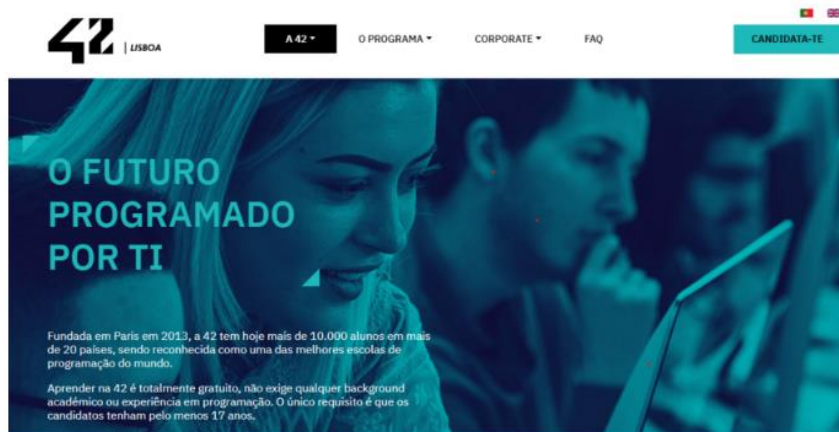 42 | LISBOA
A 42
O PROGRAMA
CORPORATE
FAQ
CANDIDATA-TE
O FUTURO
PROGRAMADO
POR TI
Fundada em Paris em 2013, a 42 tem hoje mais de 10.000 alunos em mais
de 20 países, sendo reconhecida como uma das melhores escolas de
programação do mundo.
Aprender na 42 é totalmente gratuito, não exige qualquer background
académico ou experiência em programação. O único requisito é que os
candidatos tenham pelo menos 17 anos.